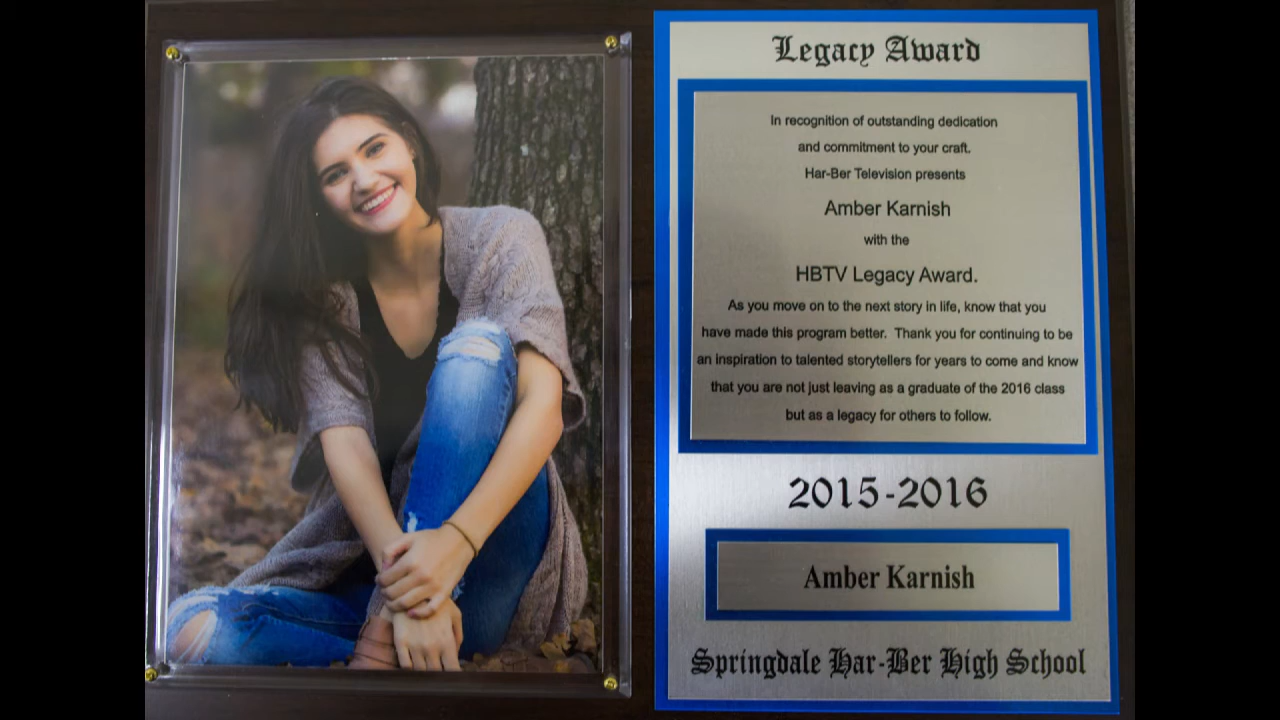 Legacy Award
In recognition of outstanding dedication
and commitment to your craft.
Har-Ber Television presents
Amber Karnish
with the
HBTV Legacy Award.
As you move on to the next story in life, know that you
have made this program better.  Thank you for continuing to be
an inspiration to talented storytellers for years to come and know
that you are not just leaving as a graduate of the 2016 class
but as a legacy for others to follow.
2015-2016
Amber Karnish
Springdale Har-Ber High School